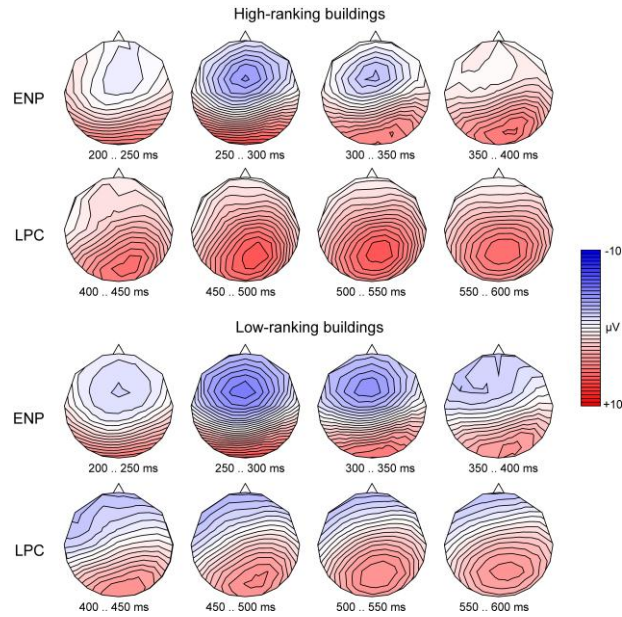 High-ranking buildings
ENP
200 .. 250 ms 250 .. 300 ms 300 .. 350 ms 350 .. 400 ms
LPC
400 .. 450 ms 450 .. 500 ms 500 .. 550 ms 550 .. 600 ms
-10
µV
+10
Low-ranking buildings
ENP
200 .. 250 ms 250 .. 300 ms 300 .. 350 ms 350 .. 400 ms
LPC
400 .. 450 ms 450 .. 500 ms 500 .. 550 ms 550 .. 600 ms